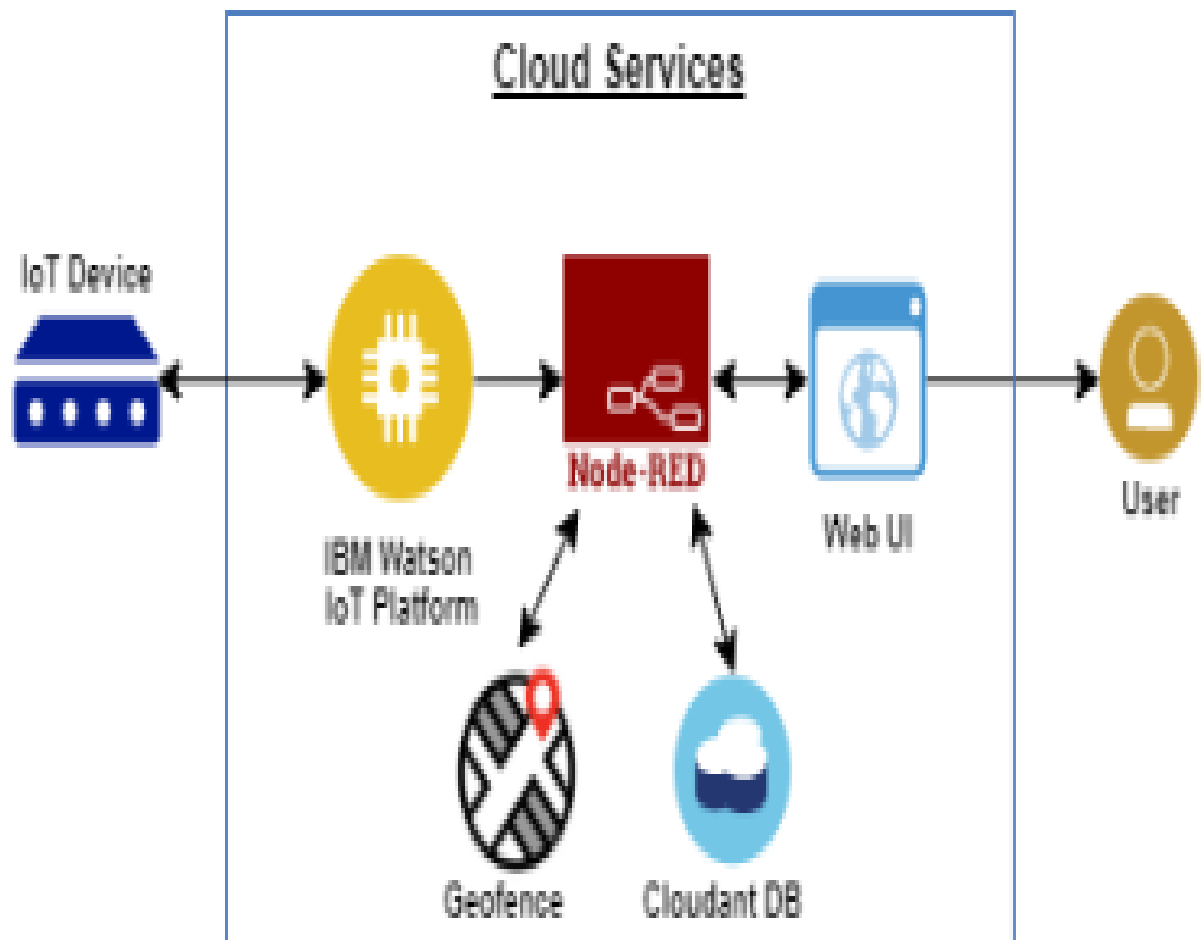 Cloud Services
IoT Device
Node-RED
IBM Watson
IoT Platform
Web UI
User
Geofence
Cloudant DB